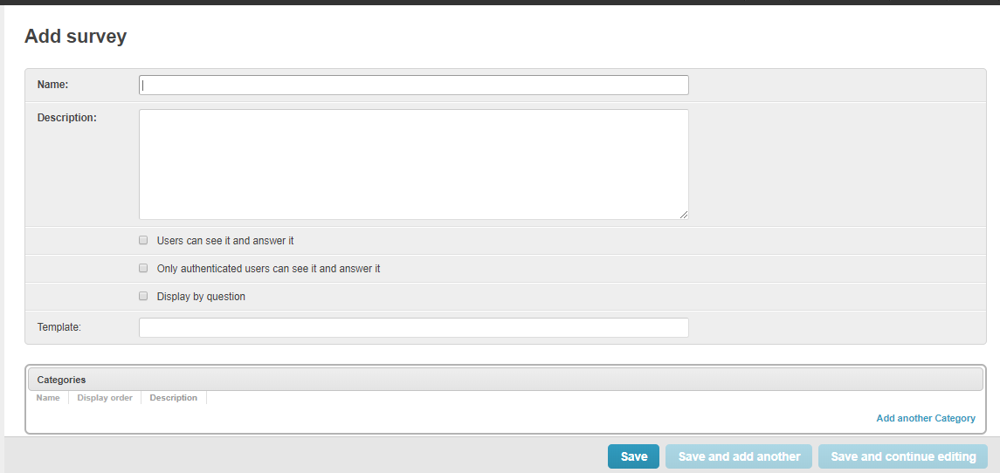 Add survey
Name:
Description:
Users can see it and answer it
Only authenticated users can see it and answer it
Display by question
Template:
Categories
Name Display order Description
Add another Category
Save Save and add another Save and continue editing